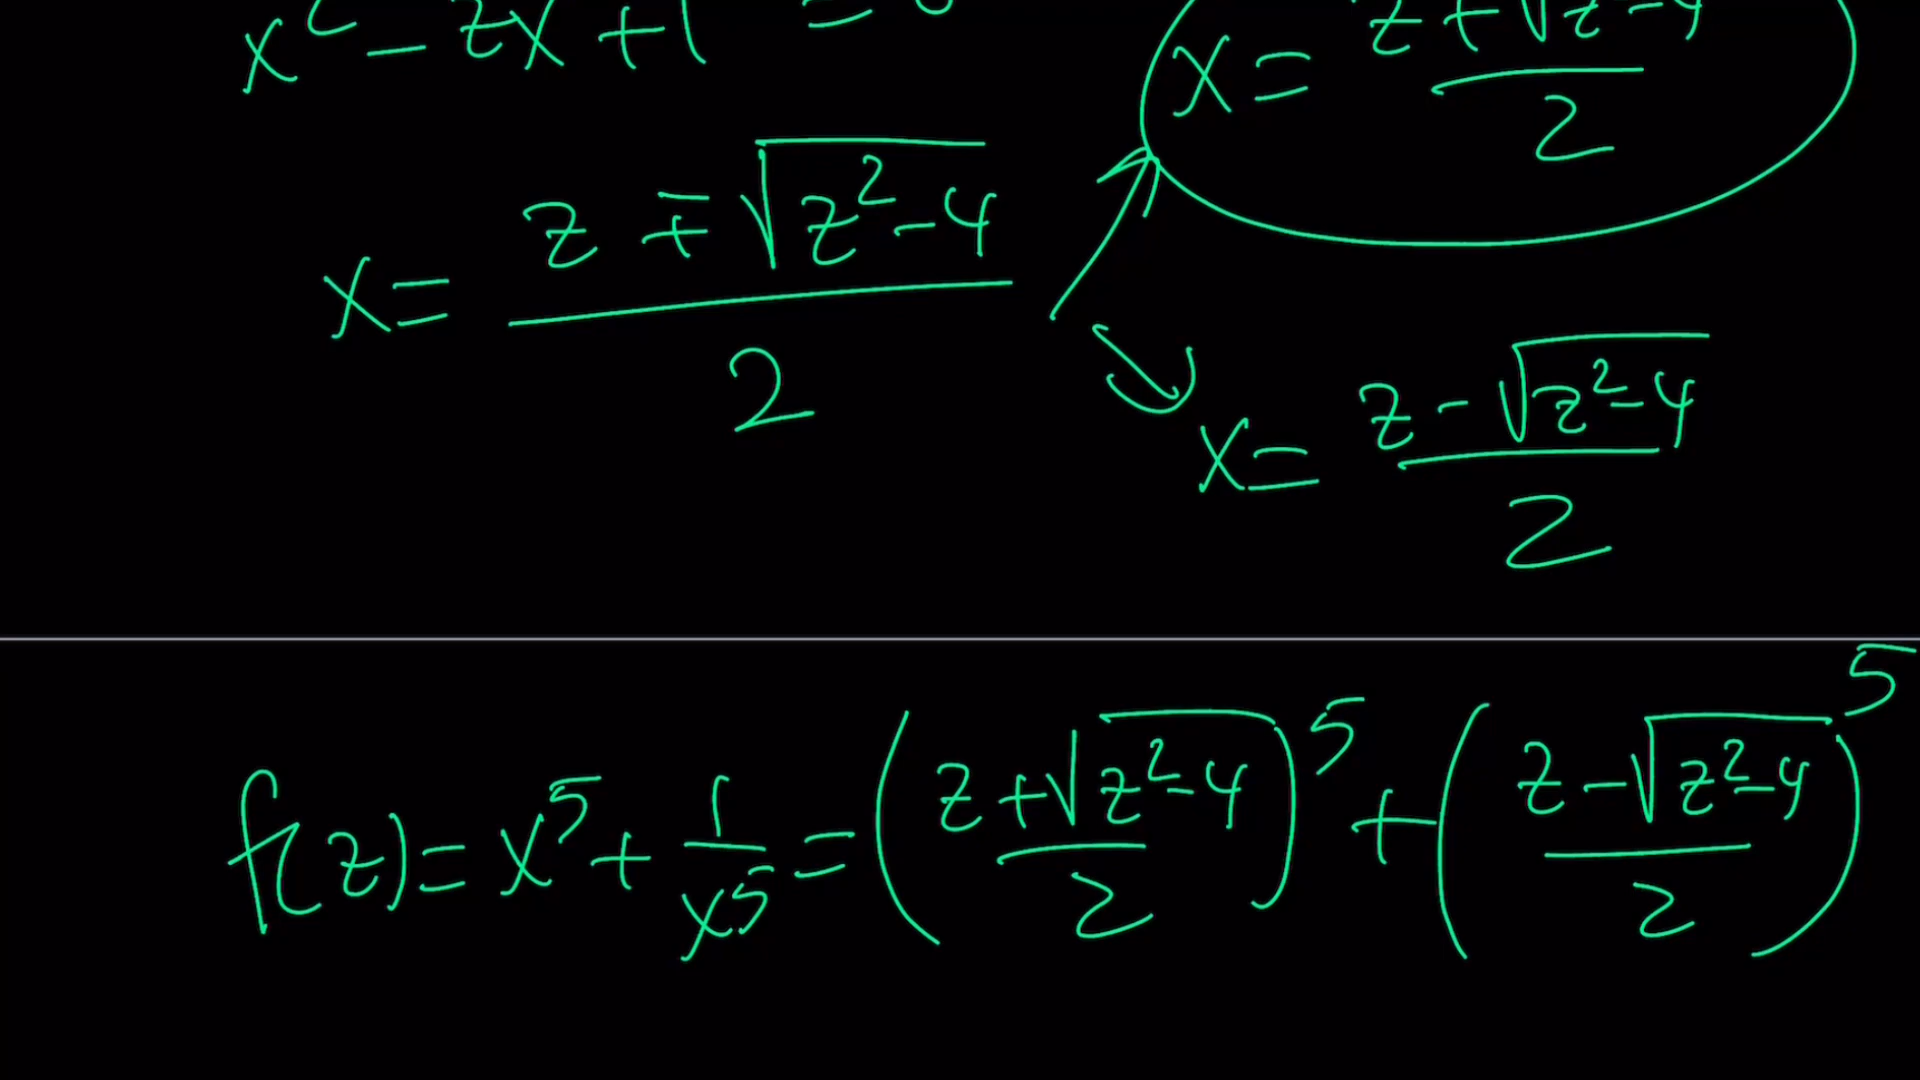 x² - zx + 1 = 0
x = (z + √(z² - 4))/2
x = (z ∓ √(z² - 4))/2
x = (z - √(z² - 4))/2
f(z) = x⁵ + 1/x⁵ = ((z + √(z² - 4))/2)⁵ + ((z - √(z² - 4))/2)⁵